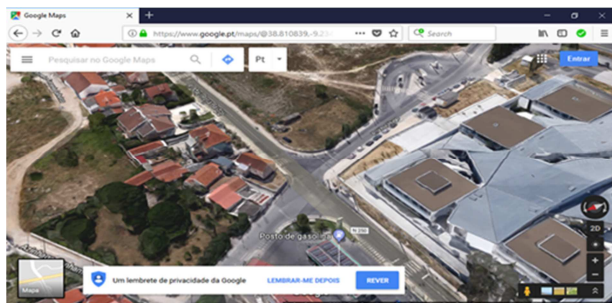 Google Maps
https://www.google.pt/maps/@38.810839,-9.23
Search
Pesquisar no Google Maps
Pt
Entrar
Posto de gasolina
N 250
2D
Mapa
Um lembrete de privacidade da Google
LEMBRAR-ME DEPOIS
REVER